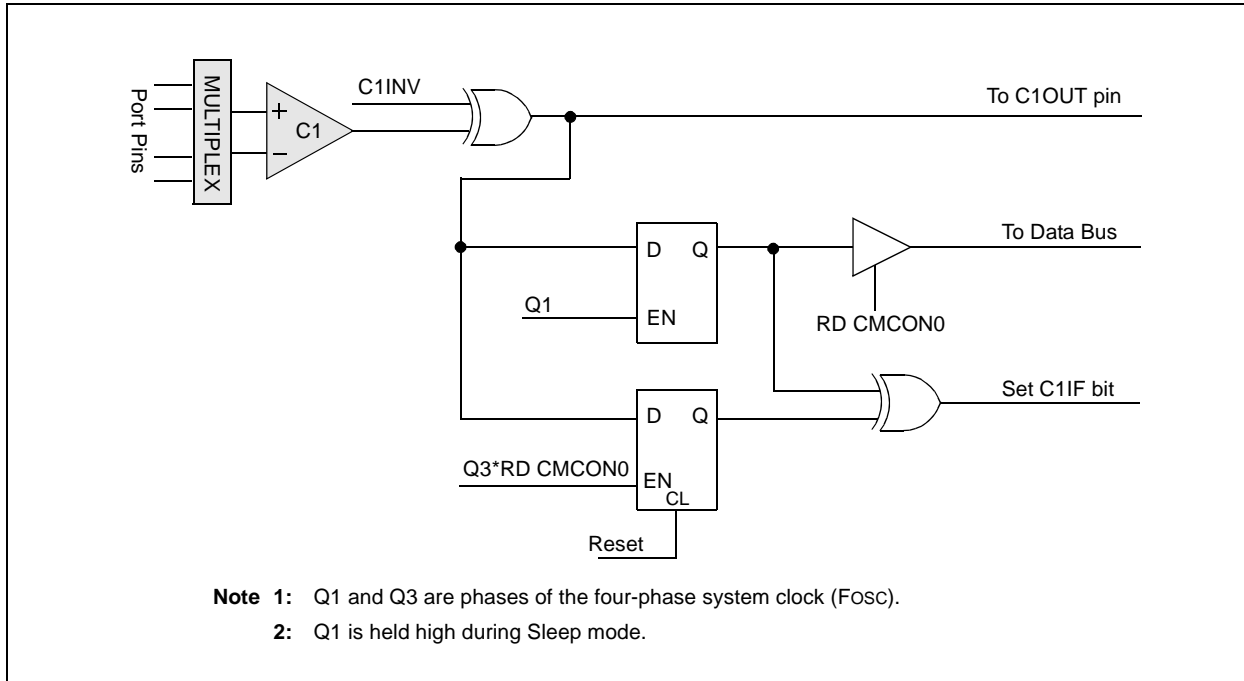 Port Pins
MULTIPLEX
+
−
C1
C1INV
To C1OUT pin
D Q
EN
Q1
To Data Bus
RD CMCON0
D Q
EN
CL
Q3*RD CMCON0
Reset
Set C1IF bit
Note 1: Q1 and Q3 are phases of the four-phase system clock (FOSC).
2: Q1 is held high during Sleep mode.